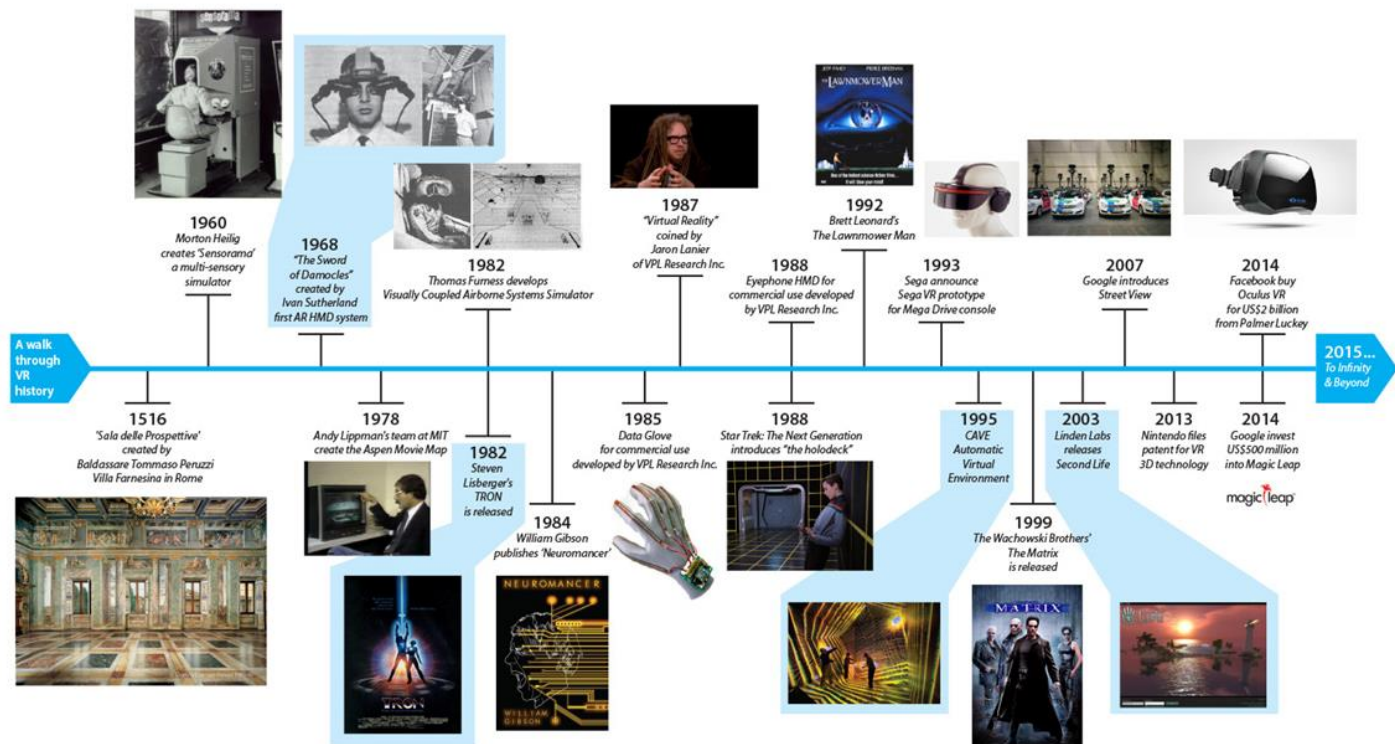 A walk
through
VR
history
1516
'Sala delle Prospettive'
created by
Baldassare Tommaso Peruzzi
Villa Farnesina in Rome
1960
Morton Heilig
creates 'Sensorama'
a multi-sensory
simulator
1968
"The Sword
of Damocles"
created by
Ivan Sutherland
first AR HMD system
1978
Andy Lippman's team at MIT
create the Aspen Movie Map
1982
Thomas Furness develops
Visually Coupled Airborne Systems Simulator
1982
Steven
Lisberger's
TRON
is released
TRON
1984
William Gibson
publishes 'Neuromancer'
NEUROMANCER
WILLIAM
GIBSON
1985
Data Glove
for commercial use
developed by VPL Research Inc.
1987
"Virtual Reality"
coined by
Jaron Lanier
of VPL Research Inc.
1988
Eyephone HMD for
commercial use developed
by VPL Research Inc.
1988
Star Trek: The Next Generation
introduces "the holodeck"
JEFF FAHEY PIERCE BROSNAN
THE LAWNMOWER MAN
1992
Brett Leonard's
The Lawnmower Man
1993
Sega announce
Sega VR prototype
for Mega Drive console
1995
CAVE
Automatic
Virtual
Environment
1999
The Wachowski Brothers'
The Matrix
is released
MATRIX
2003
Linden Labs
releases
Second Life
2007
Google introduces
Street View
2013
Nintendo files
patent for VR
3D technology
2014
Facebook buy
Oculus VR
for US$2 billion
from Palmer Luckey
2014
Google invest
US$500 million
into Magic Leap
magic leap
2015...
To Infinity
& Beyond